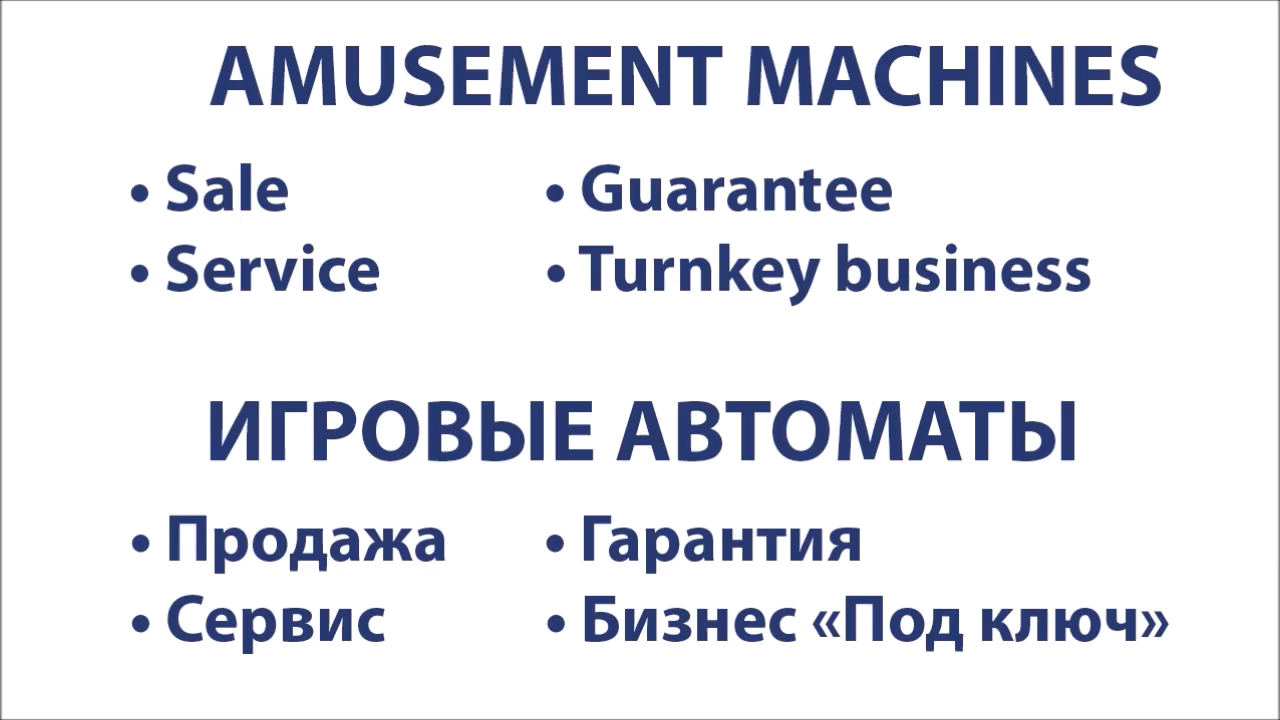 AMUSEMENT MACHINES
• Sale • Guarantee
• Service • Turnkey business
ИГРОВЫЕ АВТОМАТЫ
• Продажа • Гарантия
• Сервис • Бизнес «Под ключ»